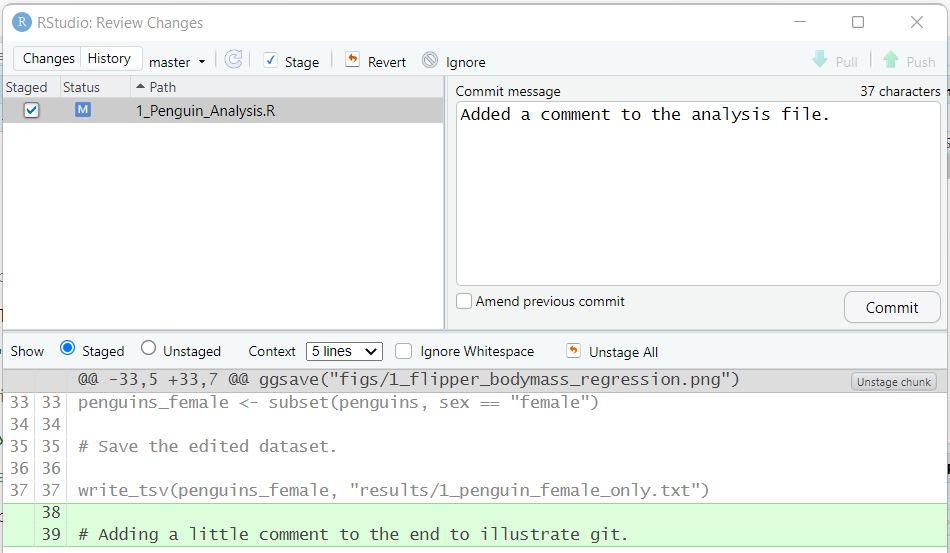 R RStudio: Review Changes
Changes History master Stage Revert Ignore Pull Push
Staged Status Path
M 1_Penguin_Analysis.R
Commit message 37 characters
Added a comment to the analysis file.
Amend previous commit
Commit
Show Staged Unstaged Context 5 lines Ignore Whitespace Unstage All
@@ -33,5 +33,7 @@ ggsave("figs/1_flipper_bodymass_regression.png") Unstage chunk
33 33 penguins_female <- subset(penguins, sex == "female")
34 34
35 35 # Save the edited dataset.
36 36
37 37 write_tsv(penguins_female, "results/1_penguin_female_only.txt")
38
39 # Adding a little comment to the end to illustrate git.